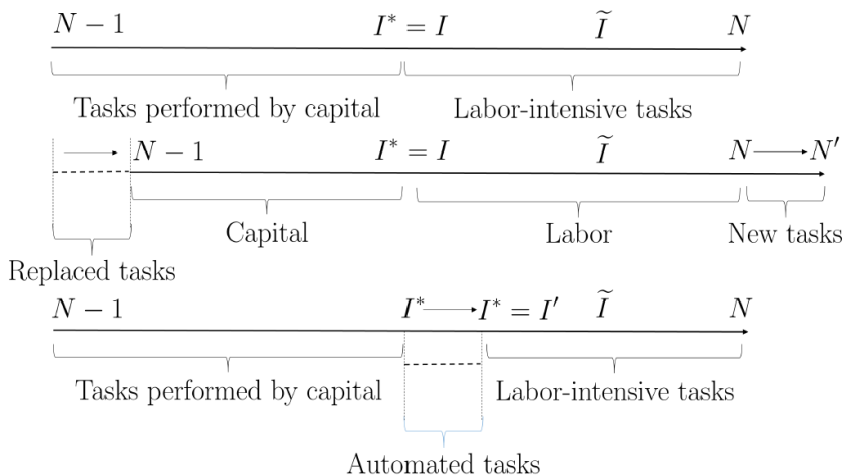 N − 1 I* = I Ĩ N
Tasks performed by capital Labor-intensive tasks
N − 1 I* = I Ĩ N N′
Capital Labor New tasks
Replaced tasks
N − 1 I* I* = I′ Ĩ N
Tasks performed by capital Labor-intensive tasks
Automated tasks